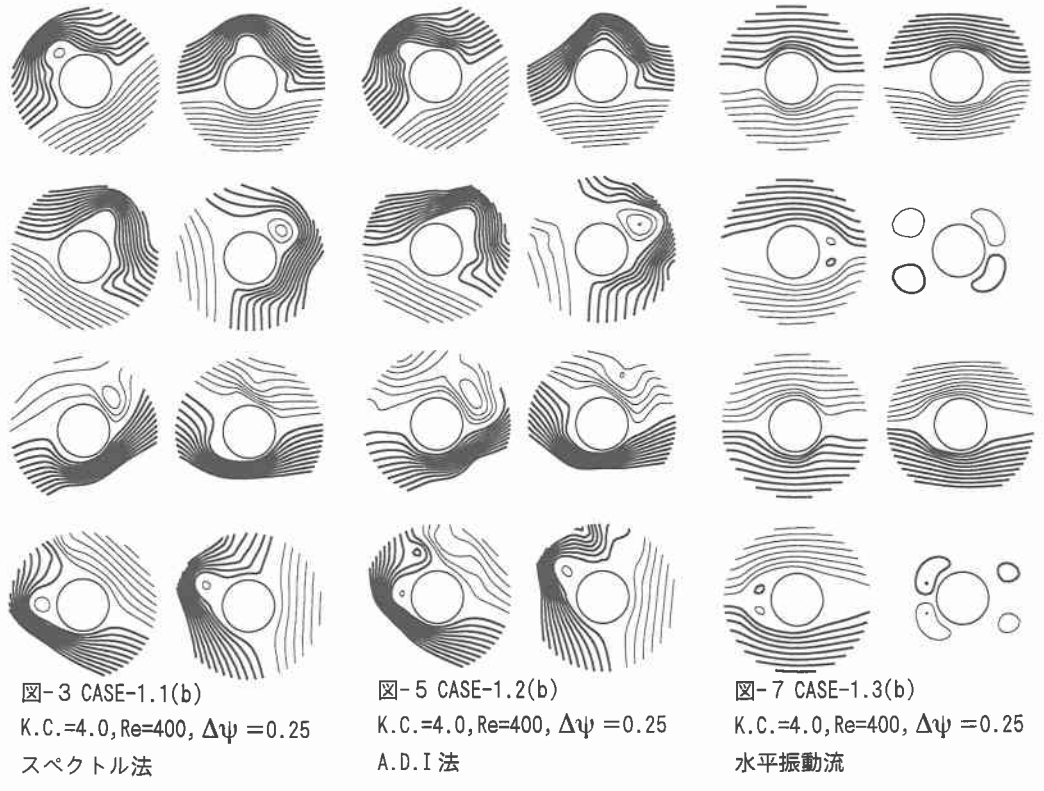 図-3 CASE-1.1(b)
K.C.=4.0,Re=400, Δψ=0.25
スペクトル法
図-5 CASE-1.2(b)
K.C.=4.0,Re=400, Δψ=0.25
A.D.I法
図-7 CASE-1.3(b)
K.C.=4.0,Re=400, Δψ=0.25
水平振動流